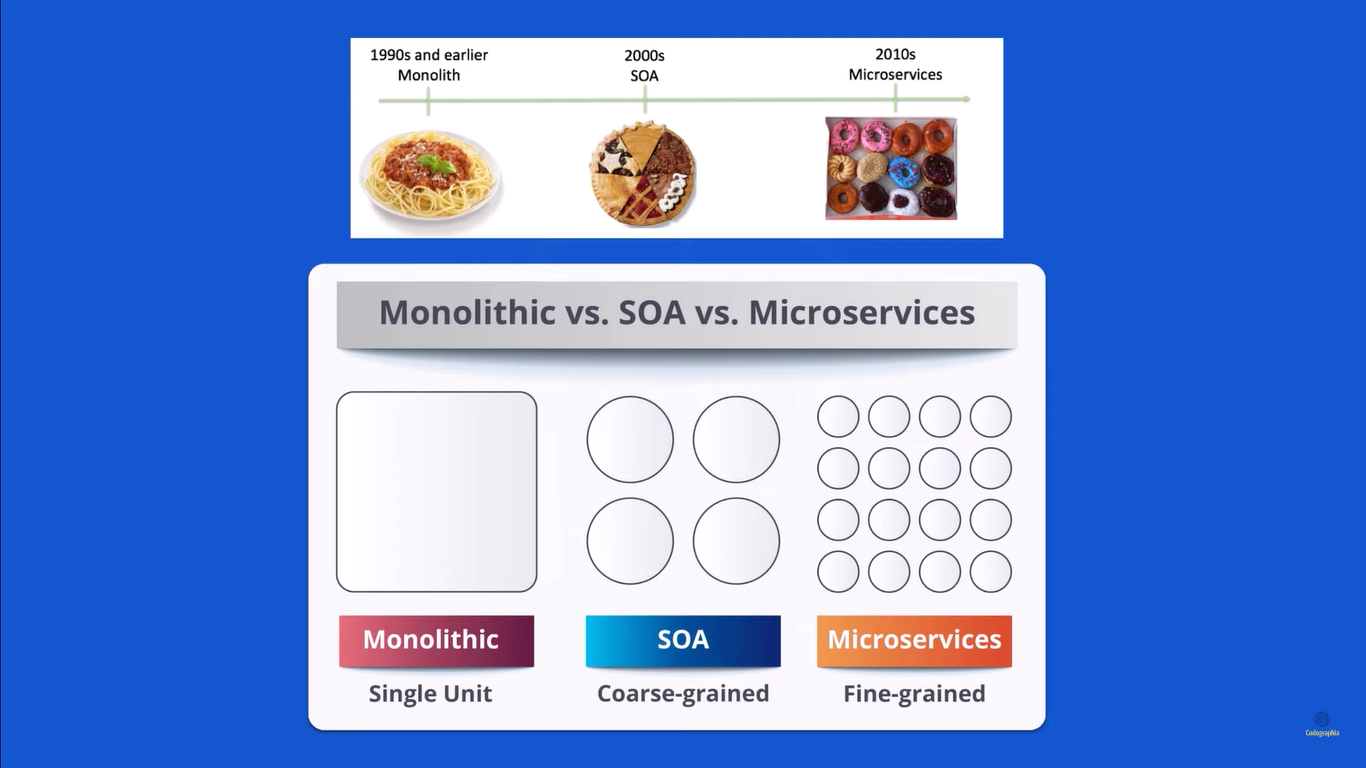 1990s and earlier
Monolith
2000s
SOA
2010s
Microservices
Monolithic vs. SOA vs. Microservices
Monolithic
SOA
Microservices
Single Unit
Coarse-grained
Fine-grained
Codographia